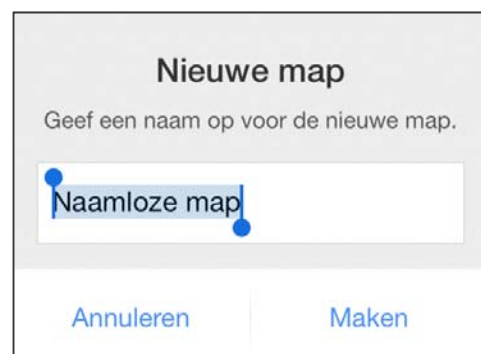 Nieuwe map
Geef een naam op voor de nieuwe map.
Naamloze map
Annuleren Maken